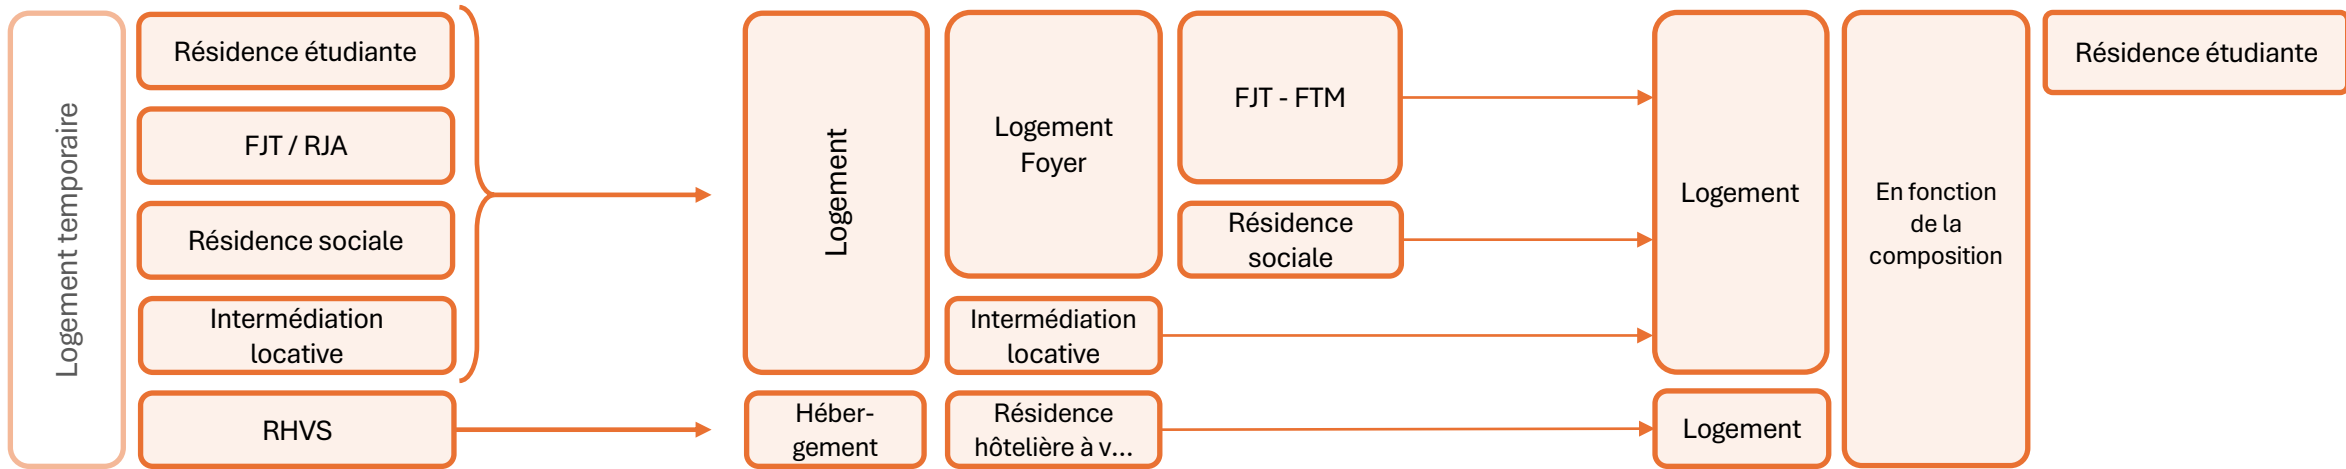 Logement temporaire
Résidence étudiante
FJT / RJA
Résidence sociale
Intermédiation
locative
RHVS
Logement
Héber-
gement
Logement
Foyer
Intermédiation
locative
Résidence
hôtelière à v...
FJT - FTM
Résidence
sociale
Logement
Logement
En fonction
de la
composition
Résidence étudiante